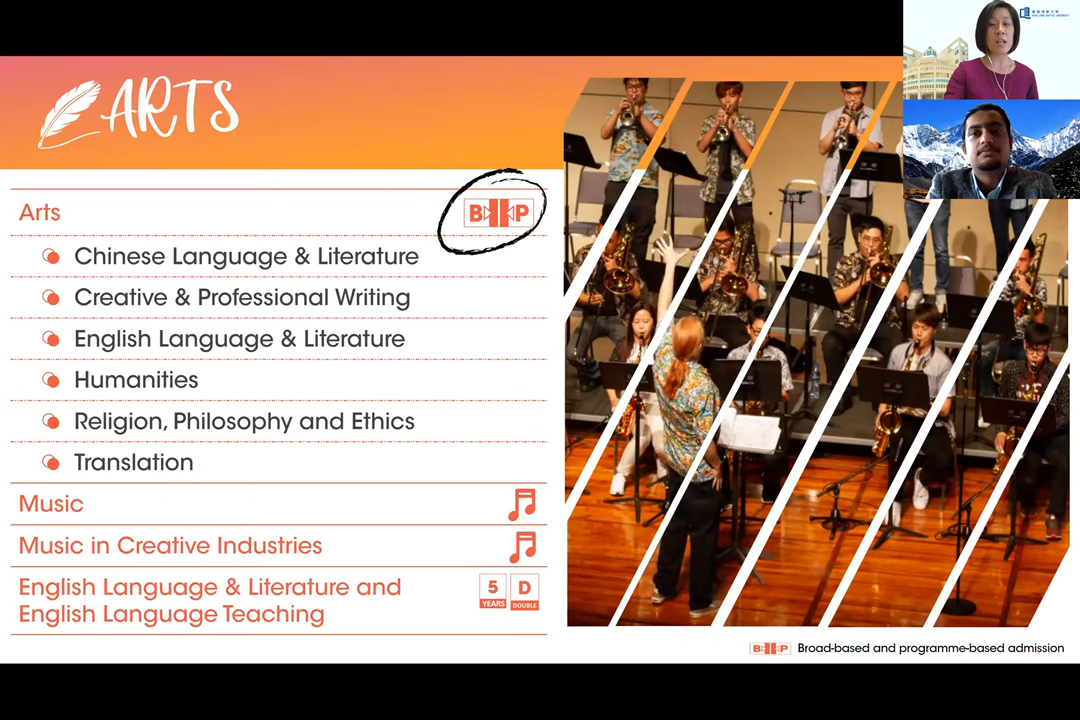 ARTS
Arts
B P
Chinese Language & Literature
Creative & Professional Writing
English Language & Literature
Humanities
Religion, Philosophy and Ethics
Translation
Music
Music in Creative Industries
English Language & Literature and
English Language Teaching
5 YEARS
D DOUBLE
B P Broad-based and programme-based admission